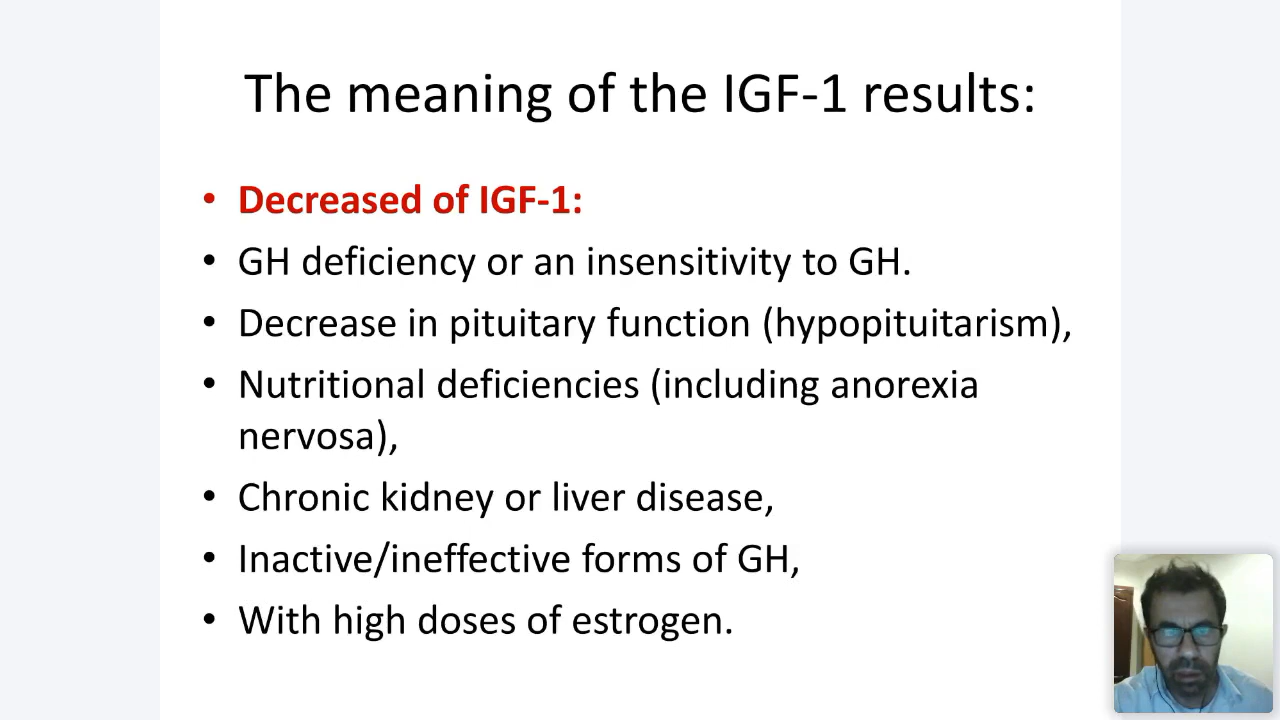 The meaning of the IGF-1 results:
• Decreased of IGF-1:
• GH deficiency or an insensitivity to GH.
• Decrease in pituitary function (hypopituitarism),
• Nutritional deficiencies (including anorexia
nervosa),
• Chronic kidney or liver disease,
• Inactive/ineffective forms of GH,
• With high doses of estrogen.